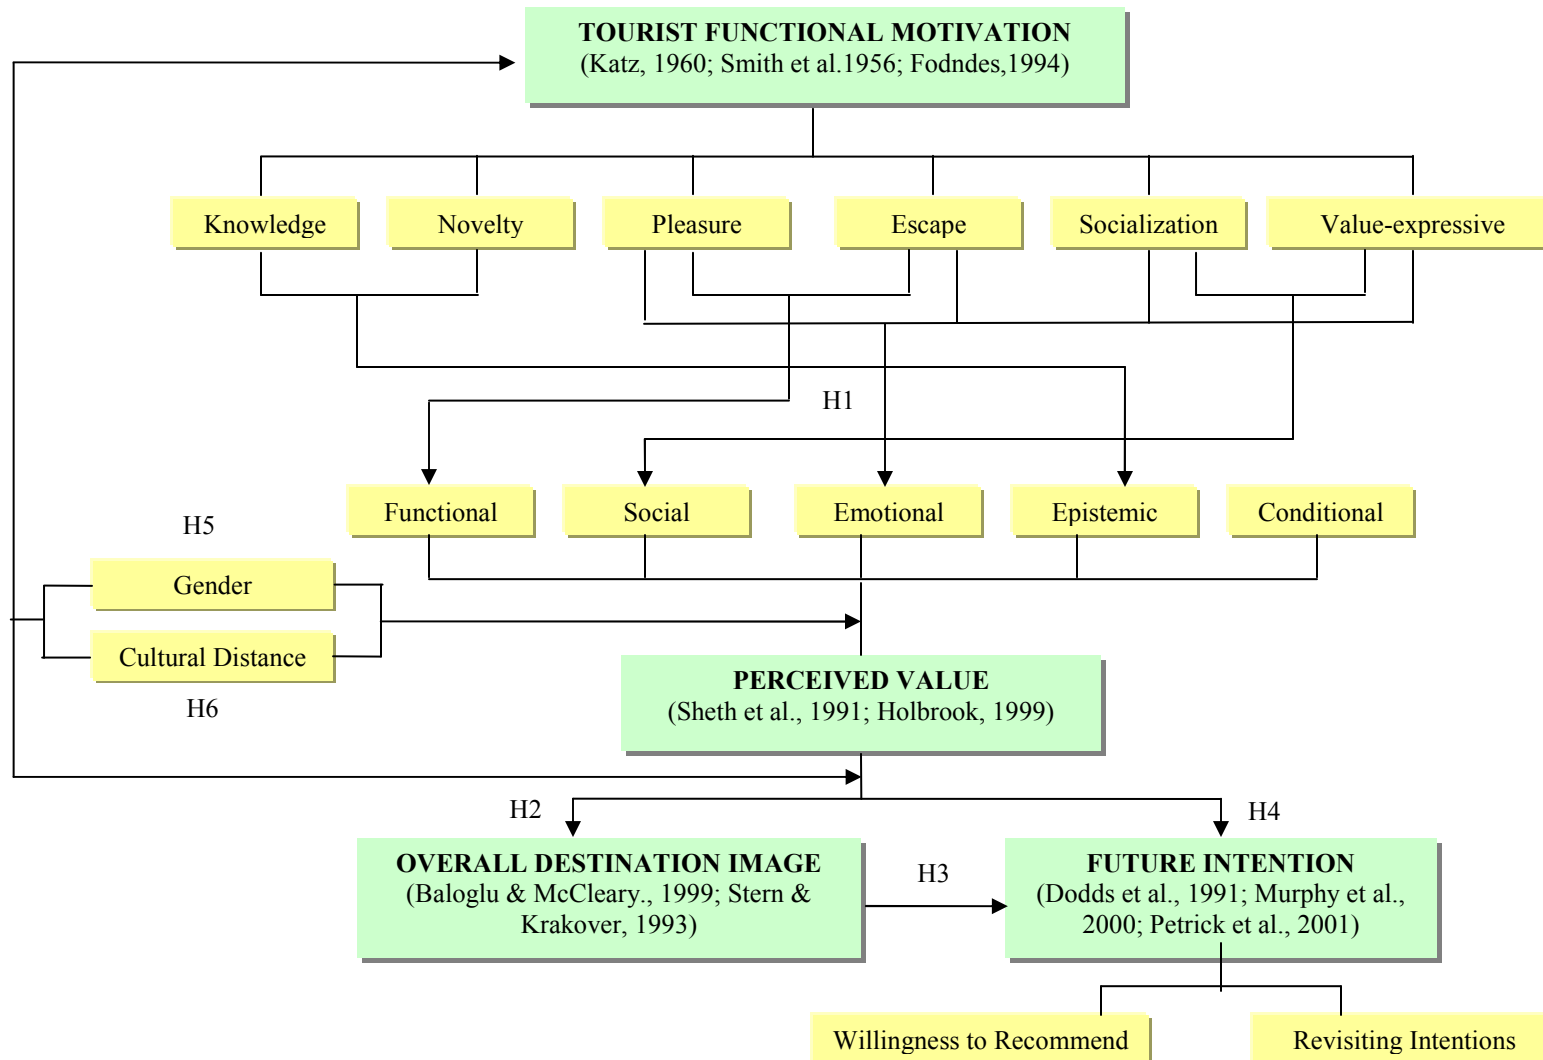 TOURIST FUNCTIONAL MOTIVATION
(Katz, 1960; Smith et al.1956; Fodndes,1994)
Knowledge
Novelty
Pleasure
Escape
Socialization
Value-expressive
H1
Functional
Social
Emotional
Epistemic
Conditional
H5
Gender
Cultural Distance
H6
PERCEIVED VALUE
(Sheth et al., 1991; Holbrook, 1999)
H2
H4
OVERALL DESTINATION IMAGE
(Baloglu & McCleary., 1999; Stern &
Krakover, 1993)
H3
FUTURE INTENTION
(Dodds et al., 1991; Murphy et al.,
2000; Petrick et al., 2001)
Willingness to Recommend
Revisiting Intentions